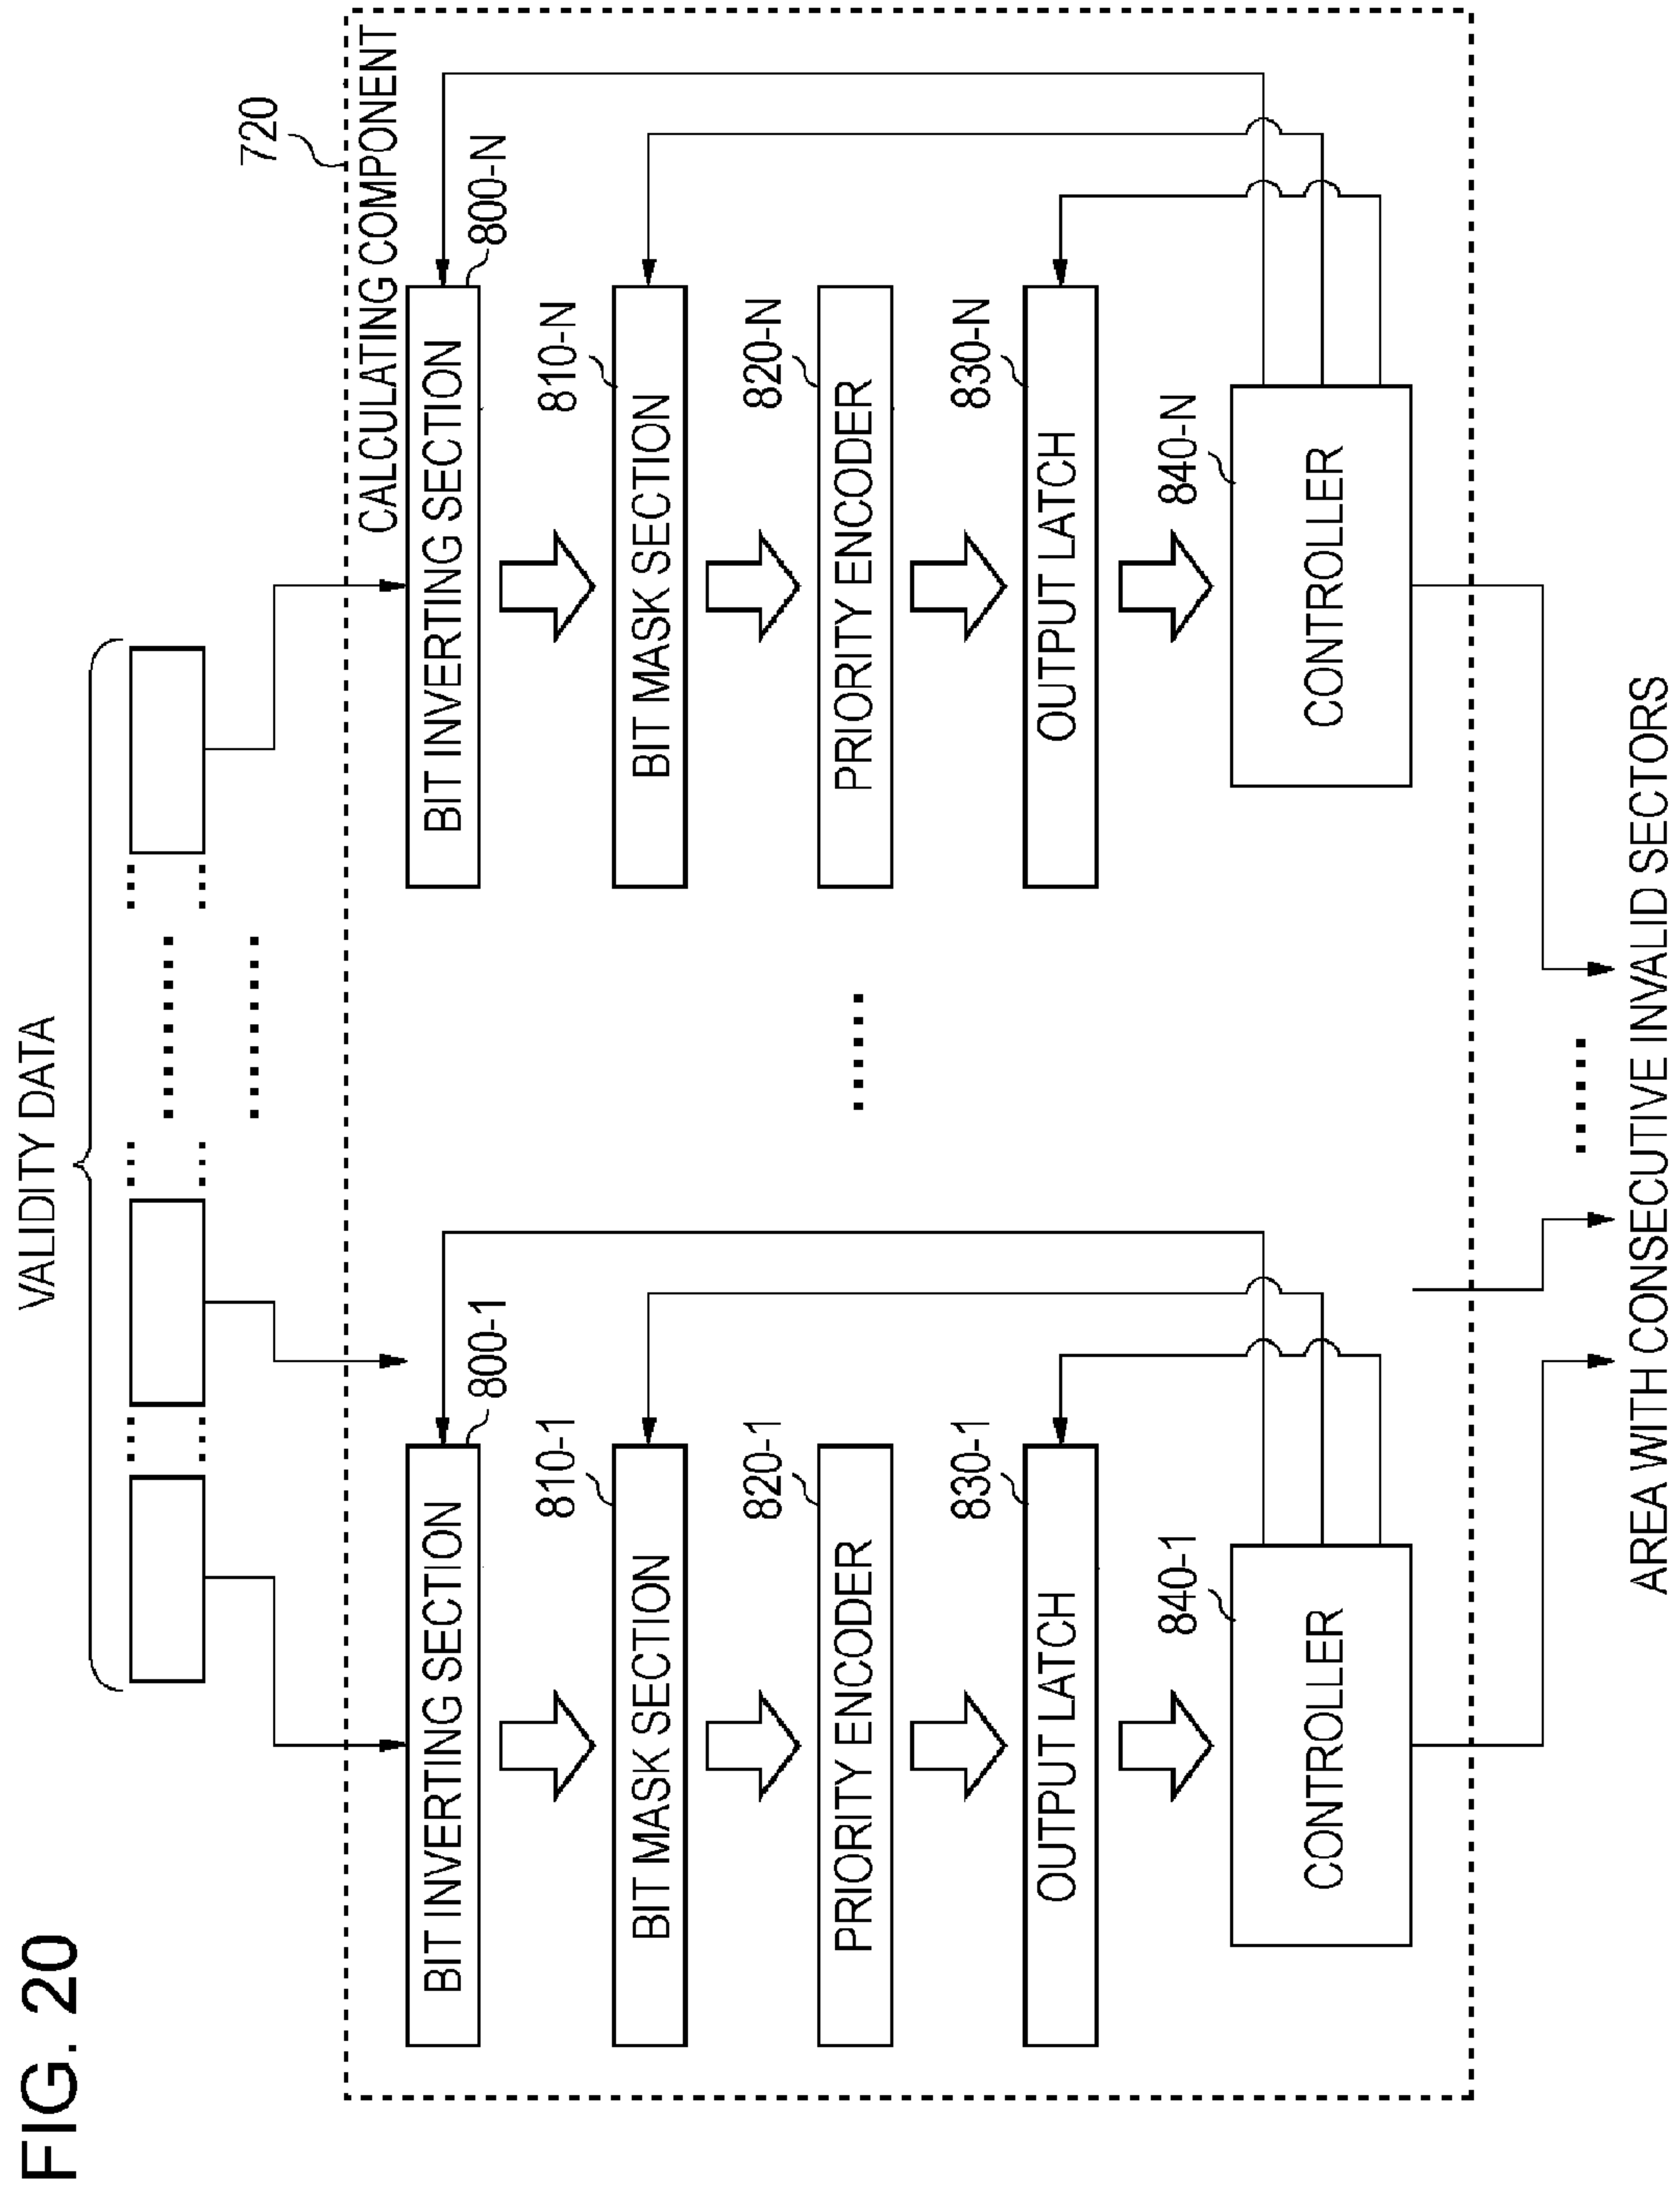 FIG. 20
VALIDITY DATA
720
CALCULATING COMPONENT
BIT INVERTING SECTION
800-1
BIT MASK SECTION
810-1
PRIORITY ENCODER
820-1
OUTPUT LATCH
830-1
CONTROLLER
840-1
BIT INVERTING SECTION
800-N
BIT MASK SECTION
810-N
PRIORITY ENCODER
820-N
OUTPUT LATCH
830-N
CONTROLLER
840-N
AREA WITH CONSECUTIVE INVALID SECTORS